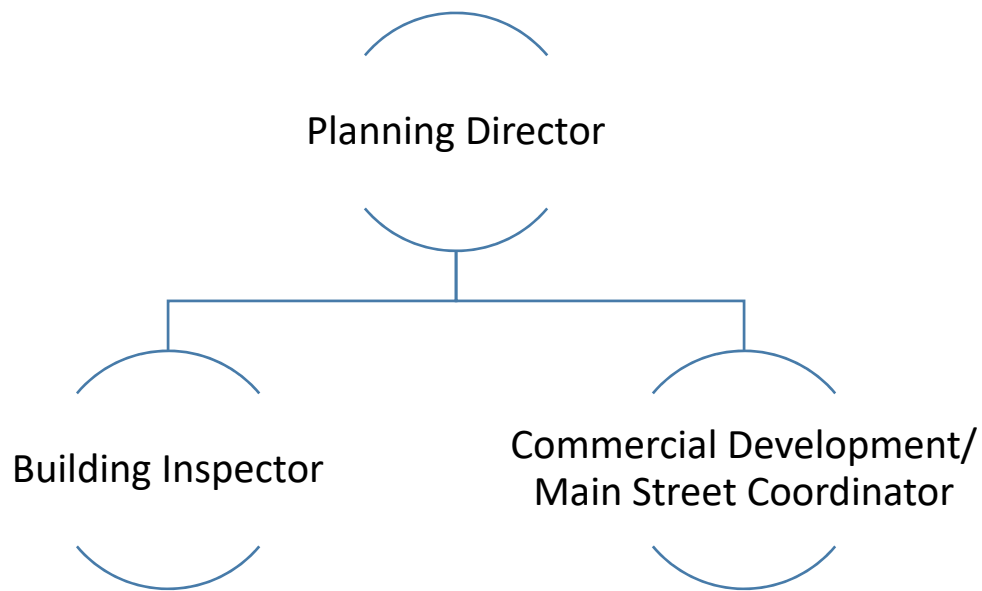 Planning Director
Building Inspector
Commercial Development/
Main Street Coordinator